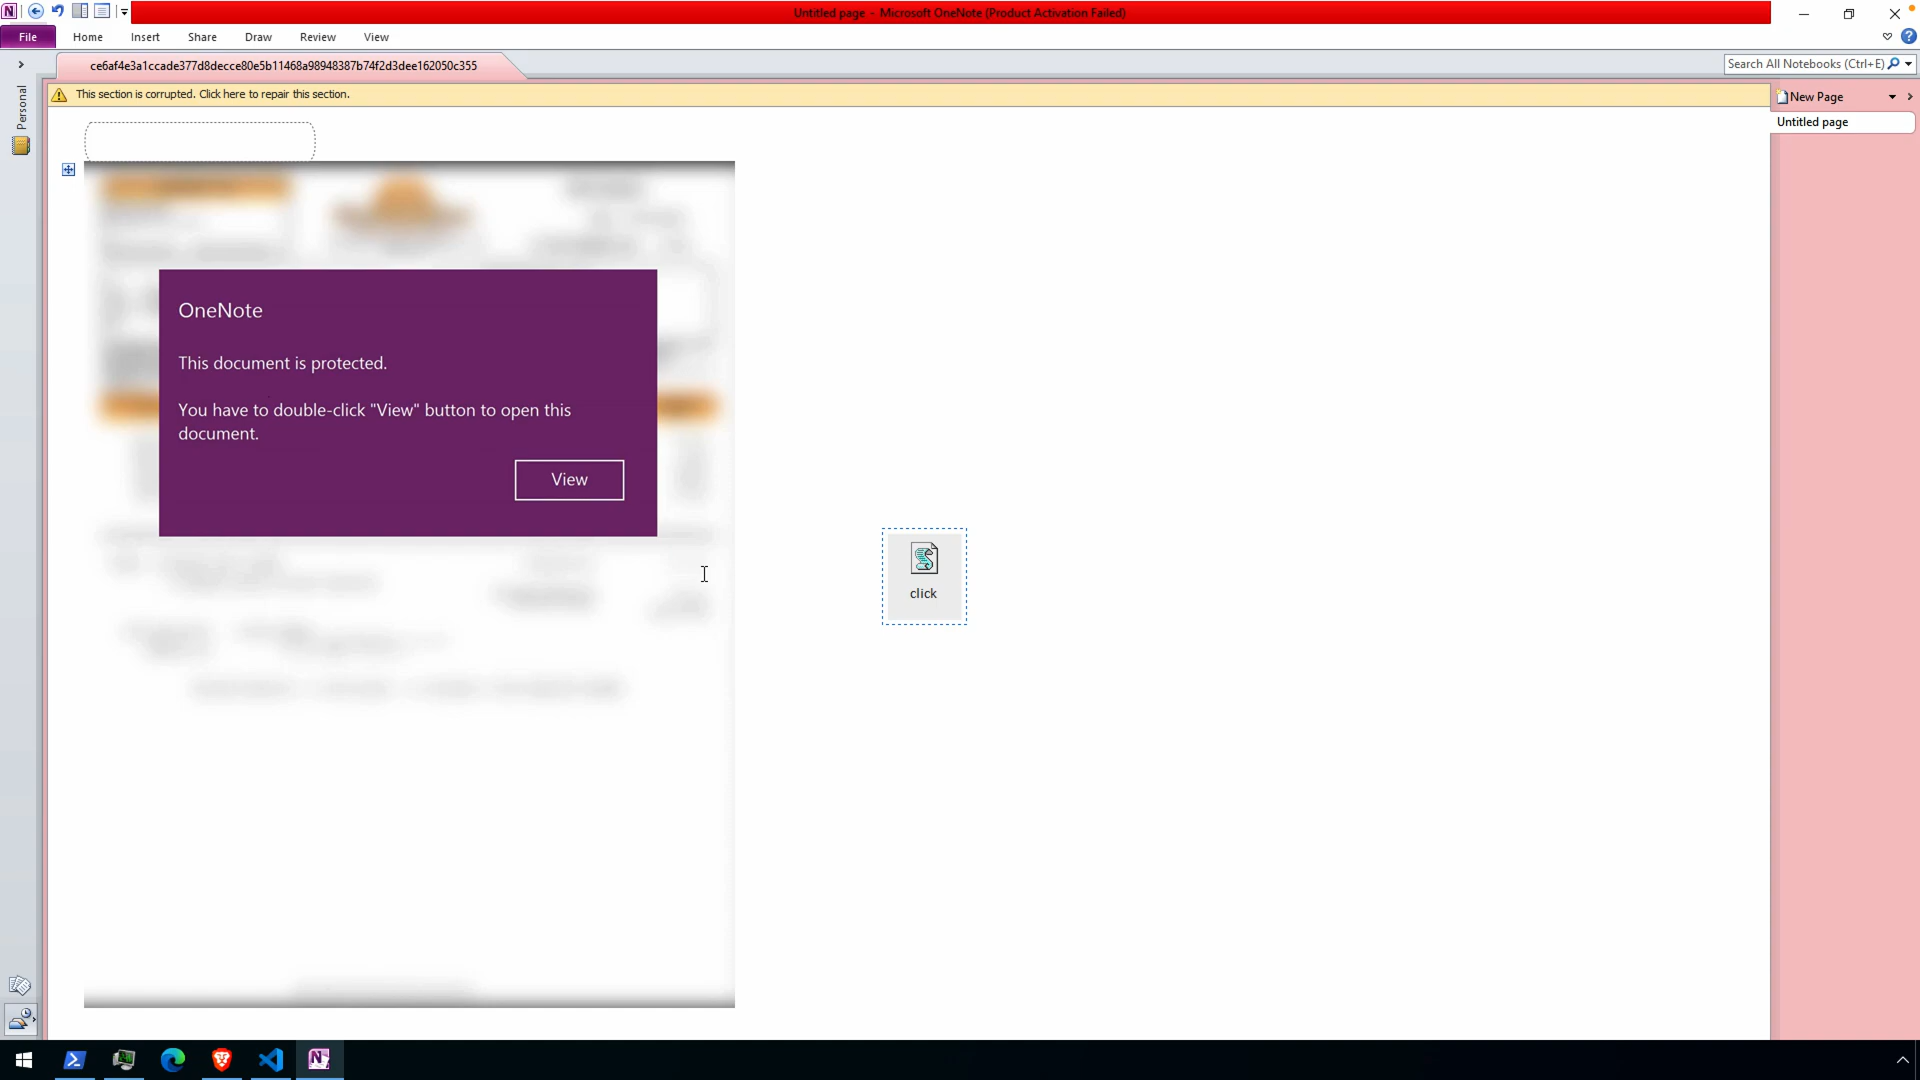 Untitled page - Microsoft OneNote (Product Activation Failed)
File Home Insert Share Draw Review View
ce6af4e3a1ccade377d8decce80e5b11468a98948387b74f2d3dee162050c355
Search All Notebooks (Ctrl+E)
This section is corrupted. Click here to repair this section.
New Page
Untitled page
Personal
OneNote
This document is protected.
You have to double-click "View" button to open this
document.
View
click